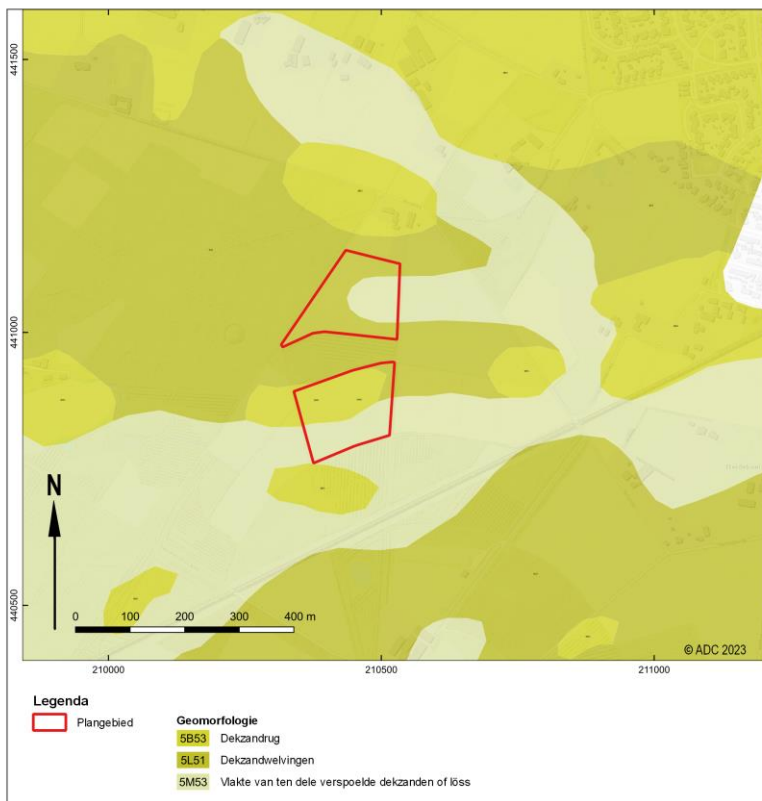 441500
441000
440500
N
0 100 200 300 400 m
© ADC 2023
210000 210500 211000
Legenda
Plangebied
Geomorfologie
5B53 Dekzandrug
5L51 Dekzandwelvingen
5M53 Vlakte van ten dele verspoelde dekzanden of löss